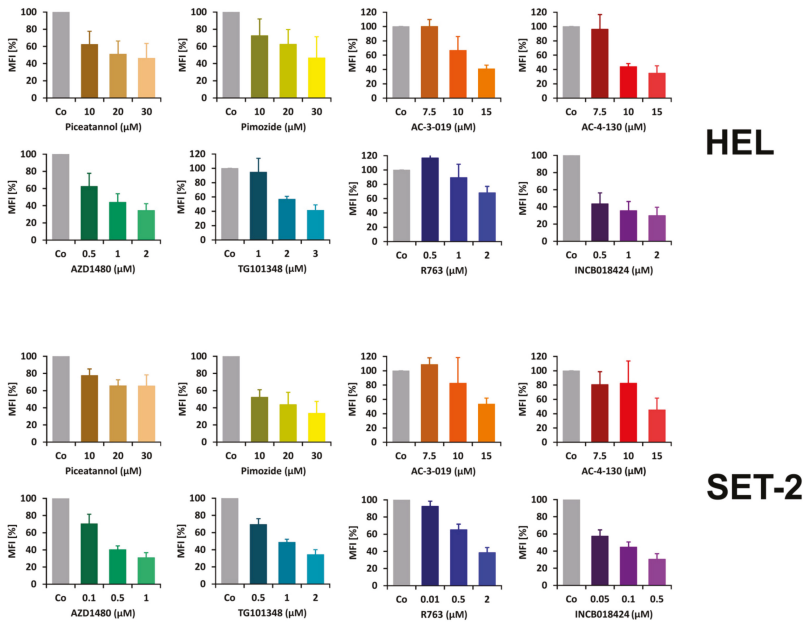 MFI [%]
100
80
60
40
20
0
Co 10 20 30
Piceatannol (μM)
MFI [%]
100
80
60
40
20
0
Co 10 20 30
Pimozide (μM)
MFI [%]
120
100
80
60
40
20
0
Co 7.5 10 15
AC-3-019 (μM)
MFI [%]
120
100
80
60
40
20
0
Co 7.5 10 15
AC-4-130 (μM)
HEL
MFI [%]
100
80
60
40
20
0
Co 0.5 1 2
AZD1480 (μM)
MFI [%]
120
100
80
60
40
20
0
Co 1 2 3
TG101348 (μM)
MFI [%]
120
100
80
60
40
20
0
Co 0.5 1 2
R763 (μM)
MFI [%]
100
80
60
40
20
0
Co 0.5 1 2
INCB018424 (μM)
MFI [%]
100
80
60
40
20
0
Co 10 20 30
Piceatannol (μM)
MFI [%]
100
80
60
40
20
0
Co 10 20 30
Pimozide (μM)
MFI [%]
120
100
80
60
40
20
0
Co 7.5 10 15
AC-3-019 (μM)
MFI [%]
120
100
80
60
40
20
0
Co 7.5 10 15
AC-4-130 (μM)
SET-2
MFI [%]
100
80
60
40
20
0
Co 0.1 0.5 1
AZD1480 (μM)
MFI [%]
100
80
60
40
20
0
Co 0.5 1 2
TG101348 (μM)
MFI [%]
100
80
60
40
20
0
Co 0.01 0.5 2
R763 (μM)
MFI [%]
100
80
60
40
20
0
Co 0.05 0.1 0.5
INCB018424 (μM)